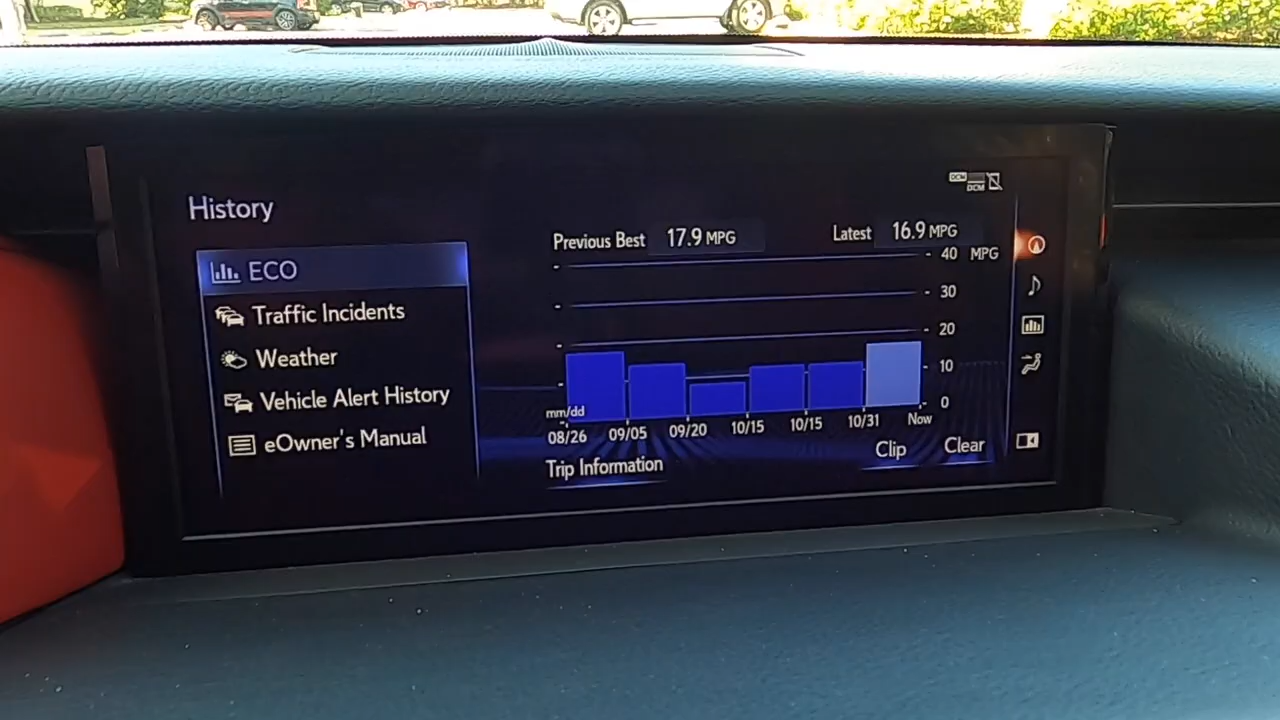 DCM
DCM
History
Previous Best 17.9 MPG
Latest 16.9 MPG
40 MPG
30
20
10
0
ECO
Traffic Incidents
Weather
Vehicle Alert History
eOwner's Manual
mm/dd
08/26 09/05 09/20 10/15 10/15 10/31 Now
Trip Information
Clip
Clear